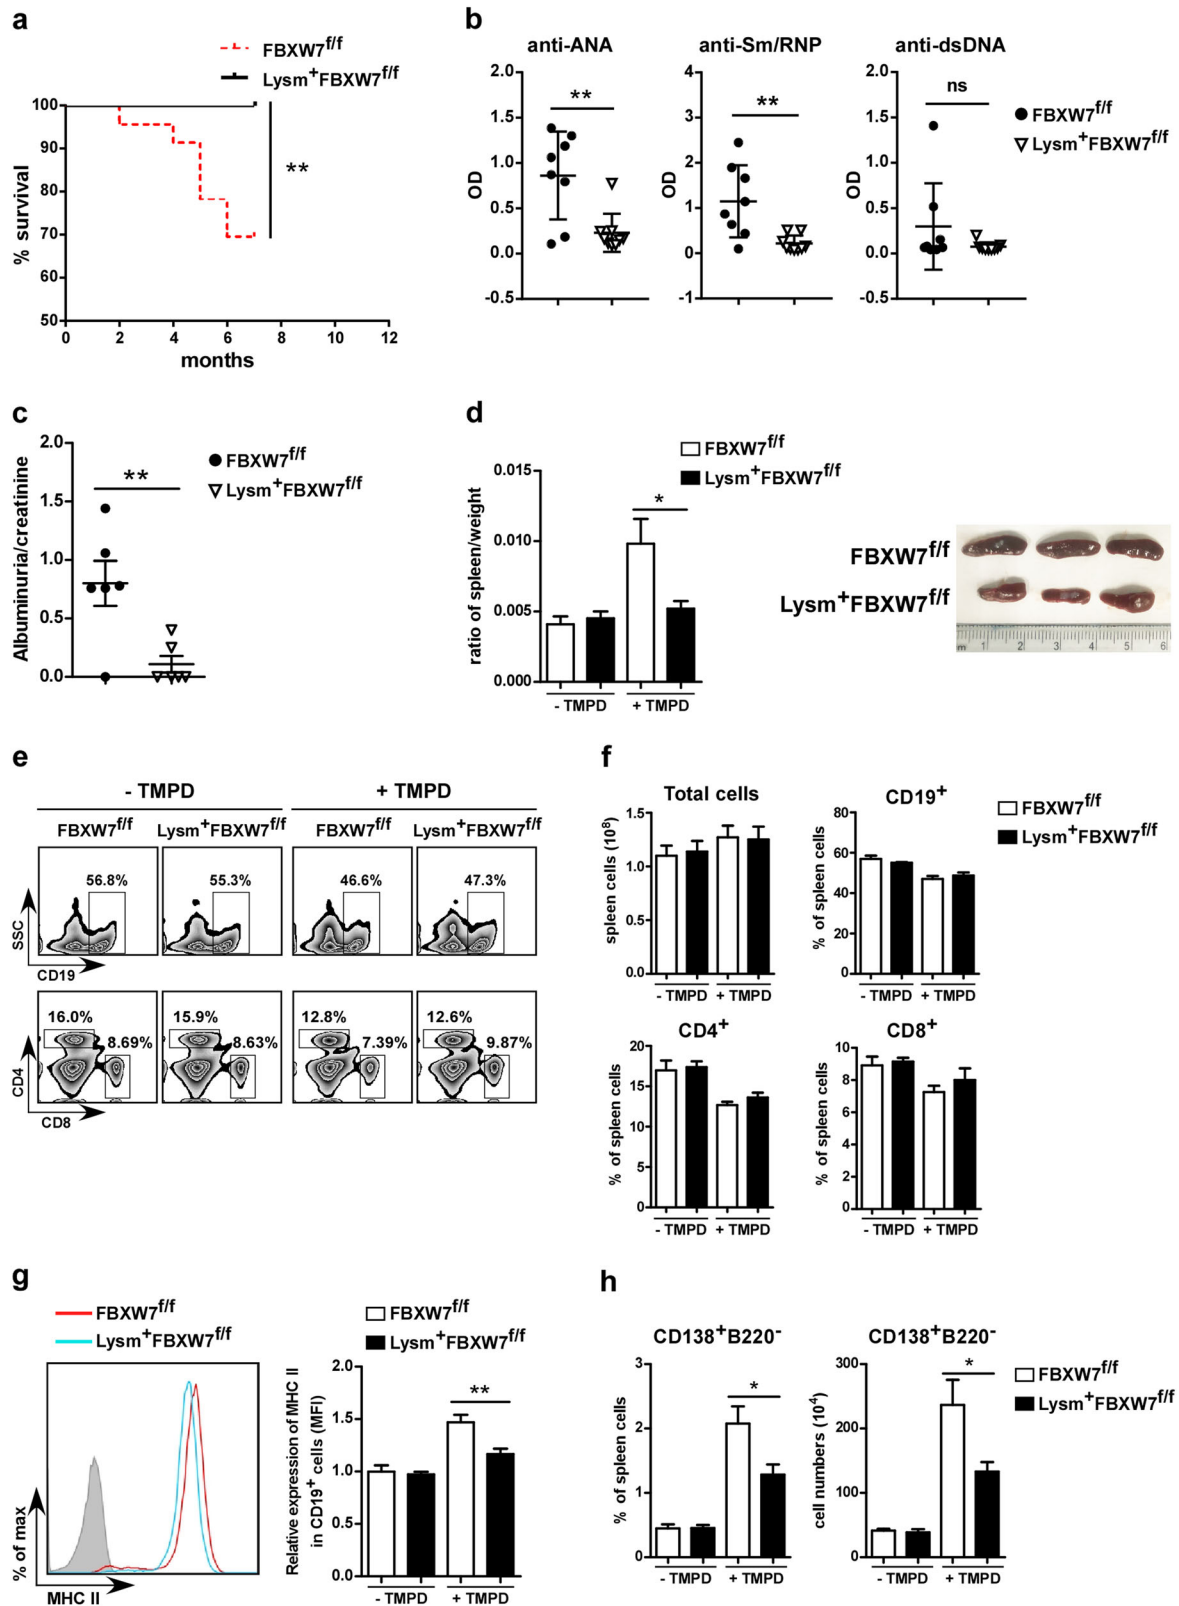 a
FBXW7f/f
Lysm+FBXW7f/f
100
90
80
70
60
50
% survival
**
0 2 4 6 8 10 12
months
b
anti-ANA
anti-Sm/RNP
anti-dsDNA
2.0
1.5
1.0
0.5
0.0
-0.5
OD
**
4
3
2
1
0
-1
OD
**
2.0
1.5
1.0
0.5
0.0
-0.5
OD
ns
FBXW7f/f
Lysm+FBXW7f/f
c
2.0
1.5
1.0
0.5
0.0
Albuminuria/creatinine
**
FBXW7f/f
Lysm+FBXW7f/f
d
FBXW7f/f
Lysm+FBXW7f/f
0.015
0.010
0.005
0.000
ratio of spleen/weight
*
- TMPD + TMPD
FBXW7f/f
Lysm+FBXW7f/f
m 1 2 3 4 5 6
e
- TMPD + TMPD
FBXW7f/f Lysm+FBXW7f/f FBXW7f/f Lysm+FBXW7f/f
56.8% 55.3% 46.6% 47.3%
SSC
CD19
16.0% 15.9% 12.8% 12.6%
8.69% 8.63% 7.39% 9.87%
CD4
CD8
f
Total cells
1.5
1.0
0.5
0.0
spleen cells (108)
- TMPD + TMPD
CD19+
80
60
40
20
0
% of spleen cells
- TMPD + TMPD
FBXW7f/f
Lysm+FBXW7f/f
CD4+
20
15
10
5
0
% of spleen cells
- TMPD + TMPD
CD8+
10
8
6
4
2
0
% of spleen cells
- TMPD + TMPD
g
FBXW7f/f
Lysm+FBXW7f/f
% of max
MHC II
FBXW7f/f
Lysm+FBXW7f/f
2.0
1.5
1.0
0.5
0.0
Relative expression of MHC II
in CD19+ cells (MFI)
**
- TMPD + TMPD
h
CD138+B220-
3
2
1
0
% of spleen cells
*
- TMPD + TMPD
CD138+B220-
300
200
100
0
cell numbers (104)
*
- TMPD + TMPD
FBXW7f/f
Lysm+FBXW7f/f